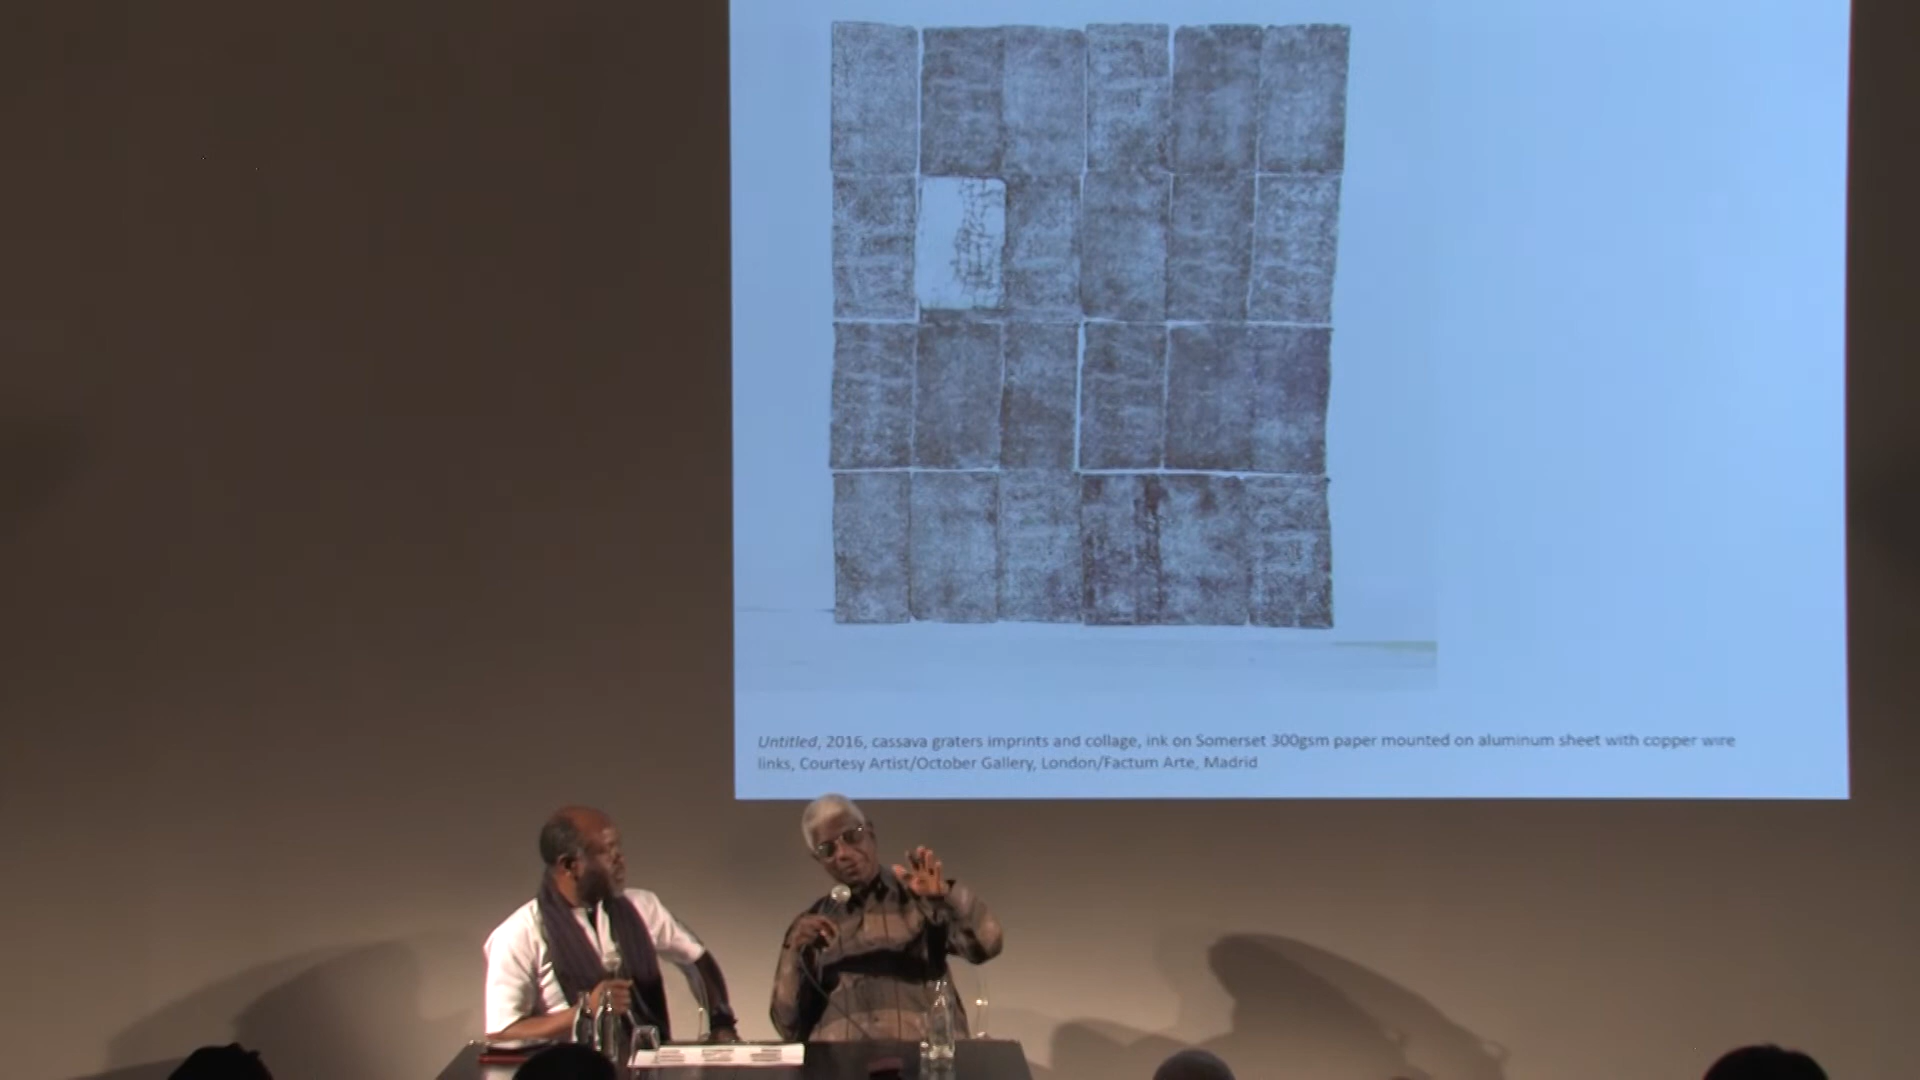 Untitled, 2016, cassava graters imprints and collage, ink on Somerset 300gsm paper mounted on aluminum sheet with copper wire
links, Courtesy Artist/October Gallery, London/Factum Arte, Madrid